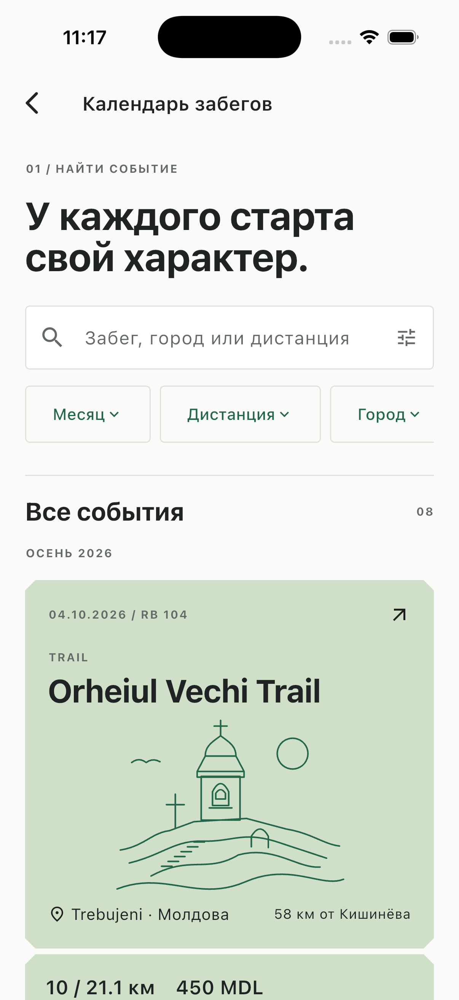 11:17
Календарь забегов
01 / НАЙТИ СОБЫТИЕ
У каждого старта
свой характер.
Забег, город или дистанция
Месяц Дистанция Город
Все события 08
ОСЕНЬ 2026
04.10.2026 / RB 104
TRAIL
Orheiul Vechi Trail
Trebujeni · Молдова 58 км от Кишинёва
10 / 21.1 км 450 MDL